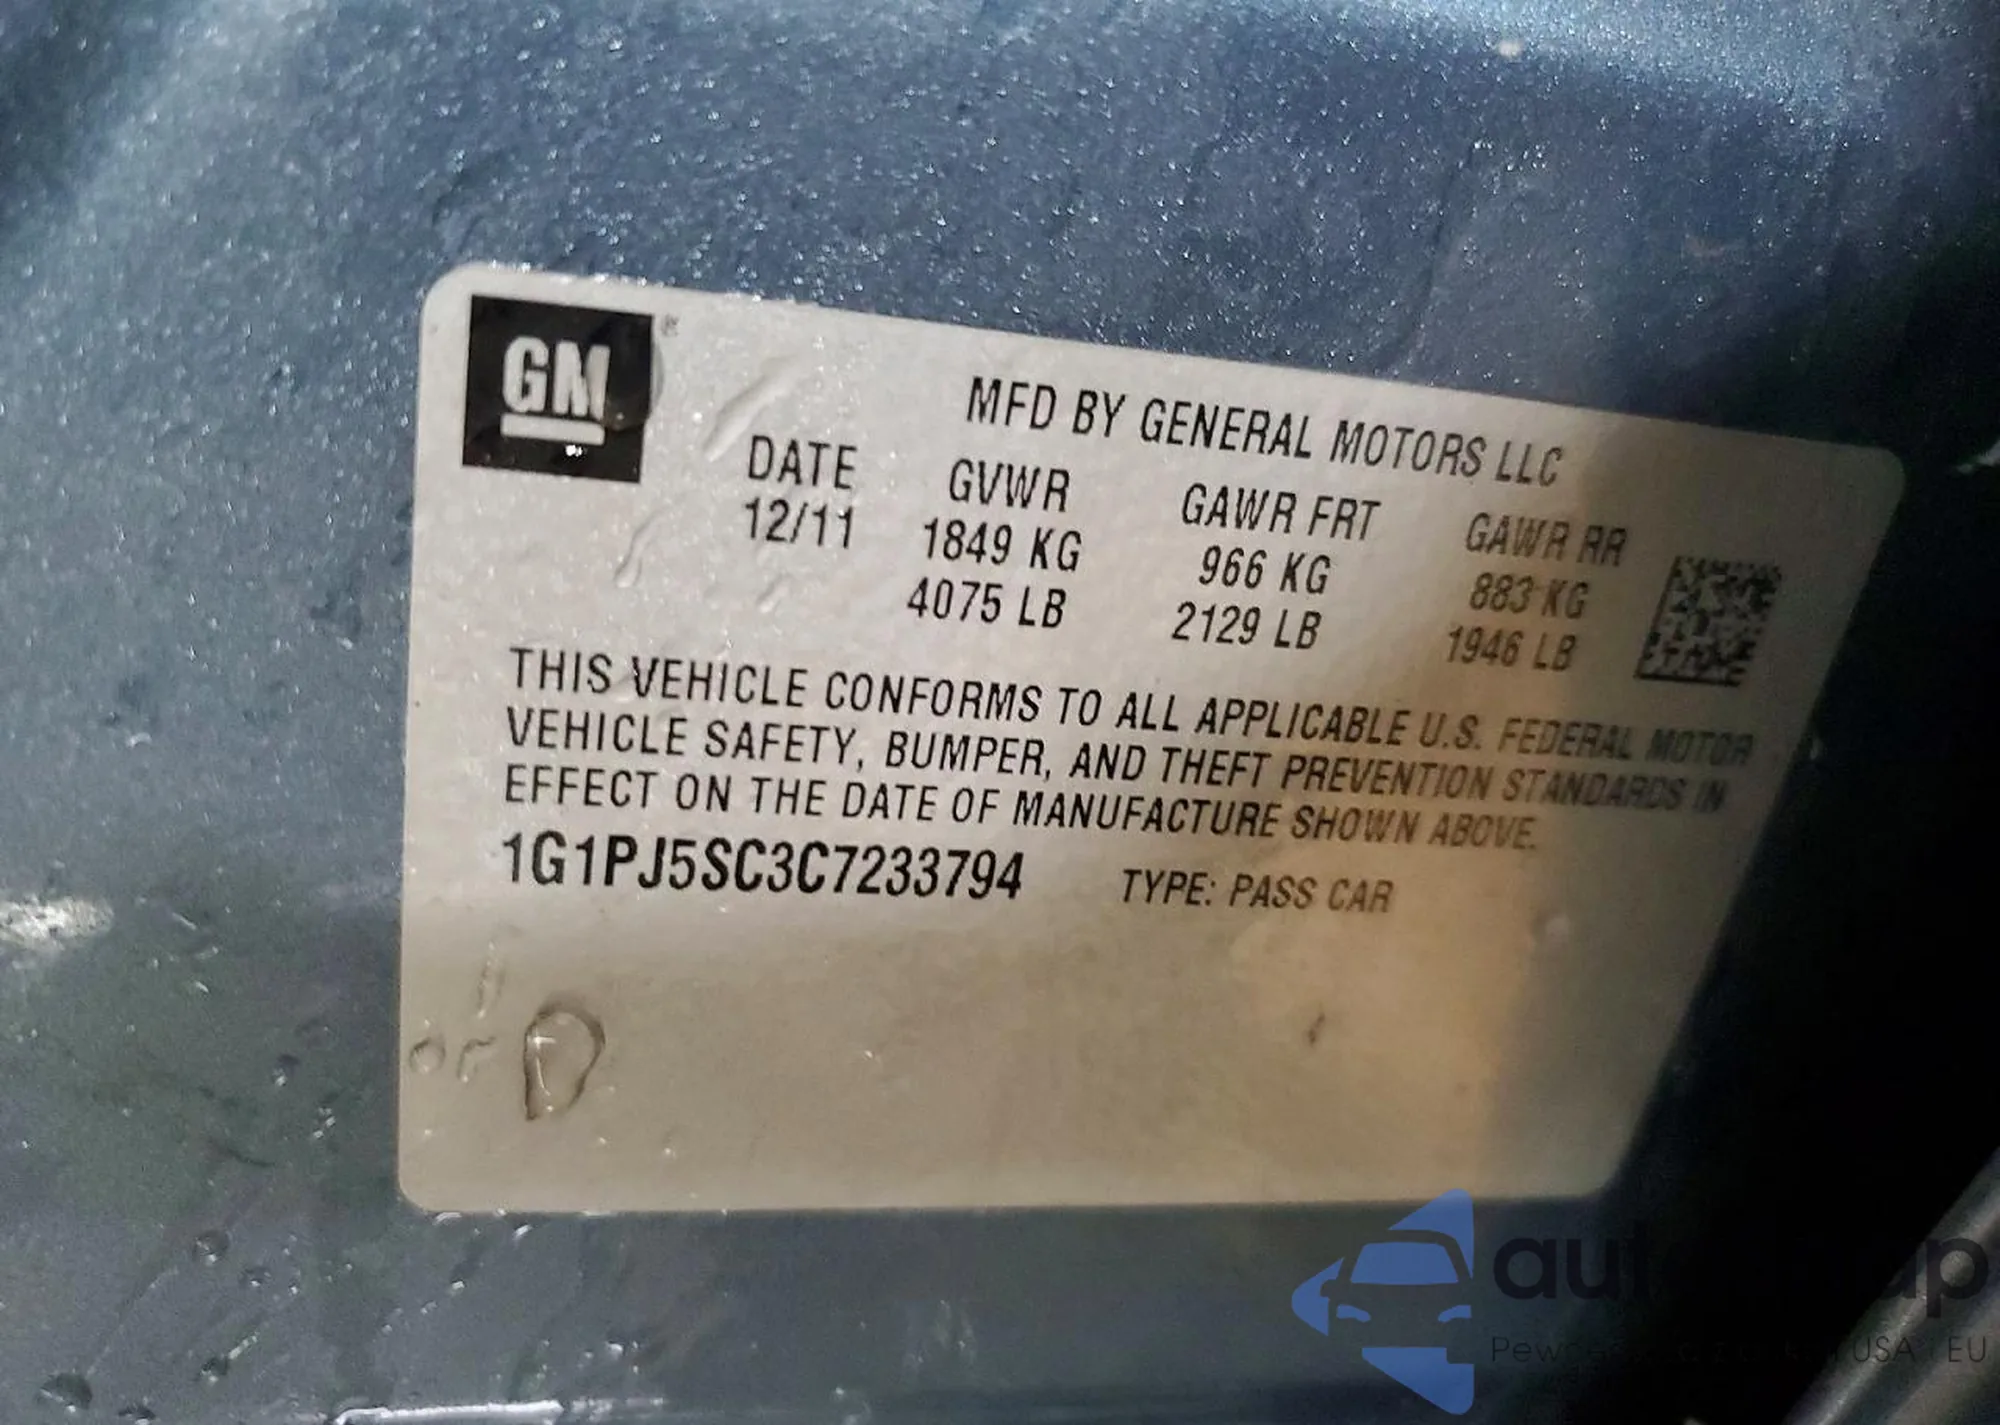 GM ®
MFD BY GENERAL MOTORS LLC
DATE GVWR GAWR FRT GAWR RR
12/11 1849 KG 966 KG 883 KG
4075 LB 2129 LB 1946 LB
THIS VEHICLE CONFORMS TO ALL APPLICABLE U.S. FEDERAL MOTOR
VEHICLE SAFETY, BUMPER, AND THEFT PREVENTION STANDARDS IN
EFFECT ON THE DATE OF MANUFACTURE SHOWN ABOVE.
1G1PJ5SC3C7233794 TYPE: PASS CAR
USA EU